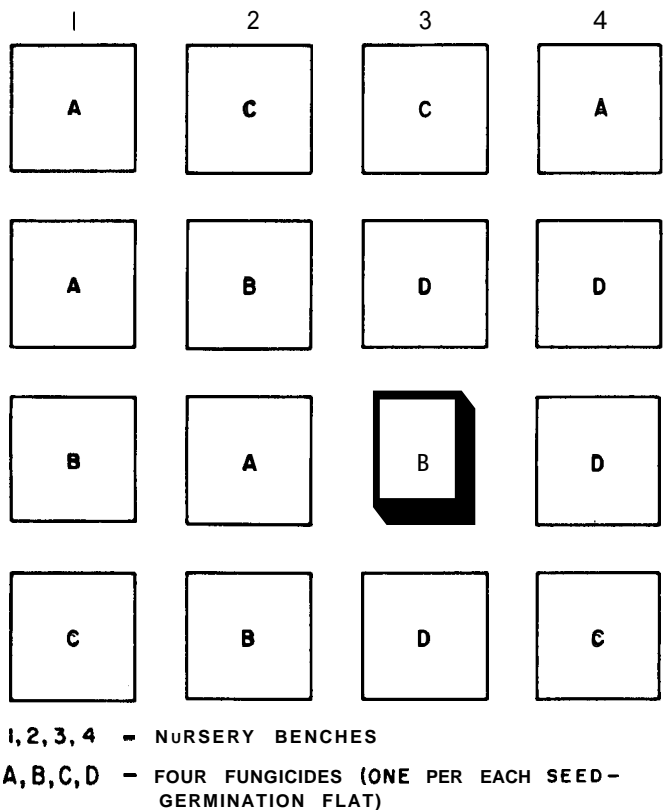 1 2 3 4
A C C A
A B D D
B A B D
C B D C
1,2,3,4 - NuRSERY BENCHES
A,B,C,D - FOUR FUNGICIDES (ONE PER EACH SEED-
GERMINATION FLAT)